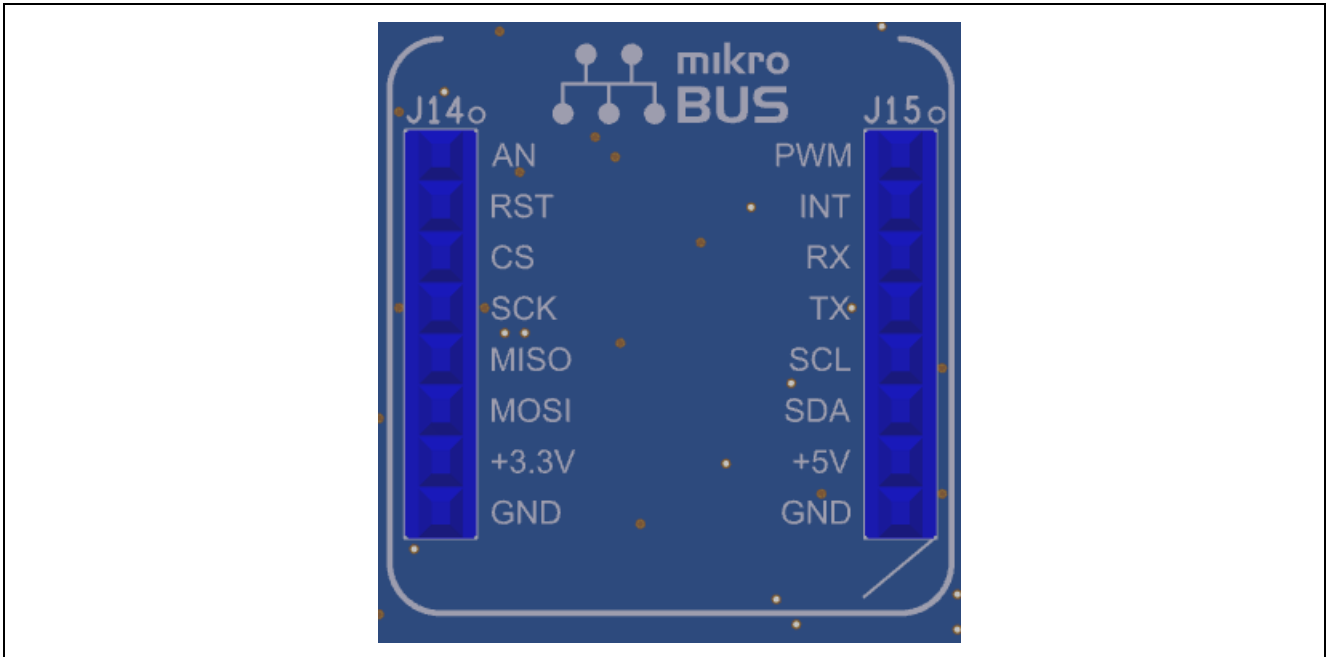 mikro
BUS
J14 J15
AN PWM
RST INT
CS RX
SCK TX
MISO SCL
MOSI SDA
+3.3V +5V
GND GND